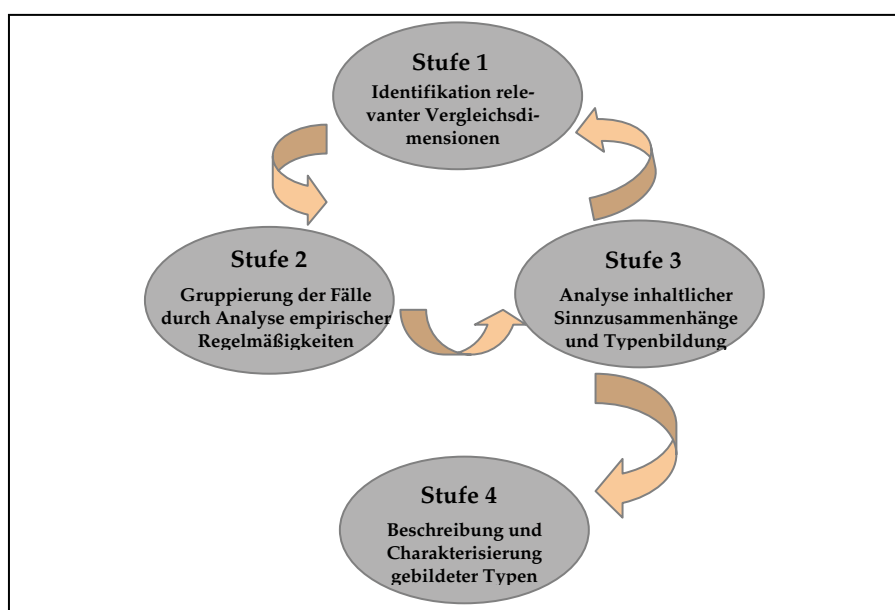 Stufe 1
Identifikation rele-
vanter Vergleichsdi-
mensionen
Stufe 2
Gruppierung der Fälle
durch Analyse empirischer
Regelmäßigkeiten
Stufe 3
Analyse inhaltlicher
Sinnzusammenhänge
und Typenbildung
Stufe 4
Beschreibung und
Charakterisierung
gebildeter Typen